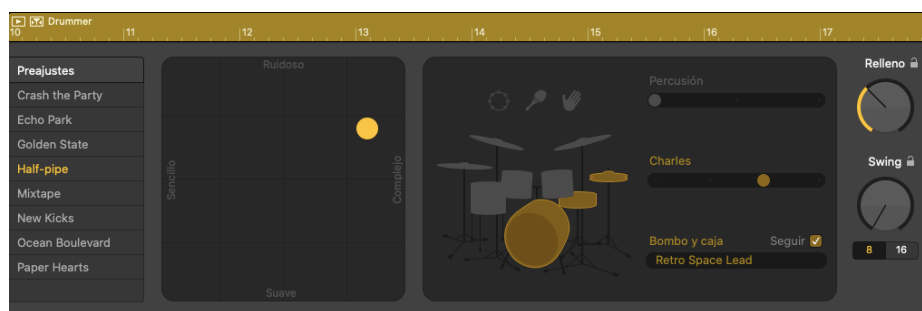 Drummer
10 11 12 13 14 15 16 17
Preajustes
Crash the Party
Echo Park
Golden State
Half-pipe
Mixtape
New Kicks
Ocean Boulevard
Paper Hearts
Ruidoso
Sencillo
Complejo
Suave
Percusión
Charles
Bombo y caja Seguir
Retro Space Lead
Relleno
Swing
8 16